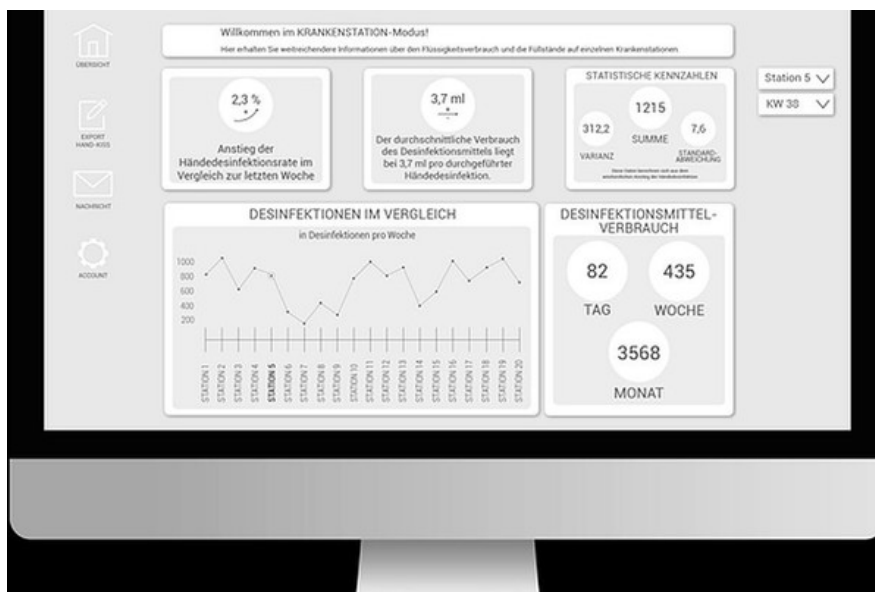 Willkommen im KRANKENSTATION-Modus!
Hier erhalten Sie weitreichendere Informationen über den Flüssigkeitsverbrauch und die Füllstände auf einzelnen Krankenstationen
ÜBERSICHT
EXPORT
HAND-KISS
NACHRICHT
ACCOUNT
2,3 %
Anstieg der
Händedesinfektionsrate im
Vergleich zur letzten Woche
3,7 ml
Der durchschnittliche Verbrauch
des Desinfektionsmittels liegt
bei 3,7 ml pro durchgeführter
Händedesinfektion.
STATISTISCHE KENNZAHLEN
312,2
VARIANZ
1215
SUMME
7,6
STANDARD-
ABWEICHUNG
Diese Daten berechnen sich aus dem
Station 5
KW 38
DESINFEKTIONEN IM VERGLEICH
in Desinfektionen pro Woche
1000
800
600
400
200
STATION 1
STATION 2
STATION 3
STATION 4
STATION 5
STATION 6
STATION 7
STATION 8
STATION 9
STATION 10
STATION 11
STATION 12
STATION 13
STATION 14
STATION 15
STATION 16
STATION 17
STATION 18
STATION 19
STATION 20
DESINFEKTIONSMITTEL-
VERBRAUCH
82
TAG
435
WOCHE
3568
MONAT